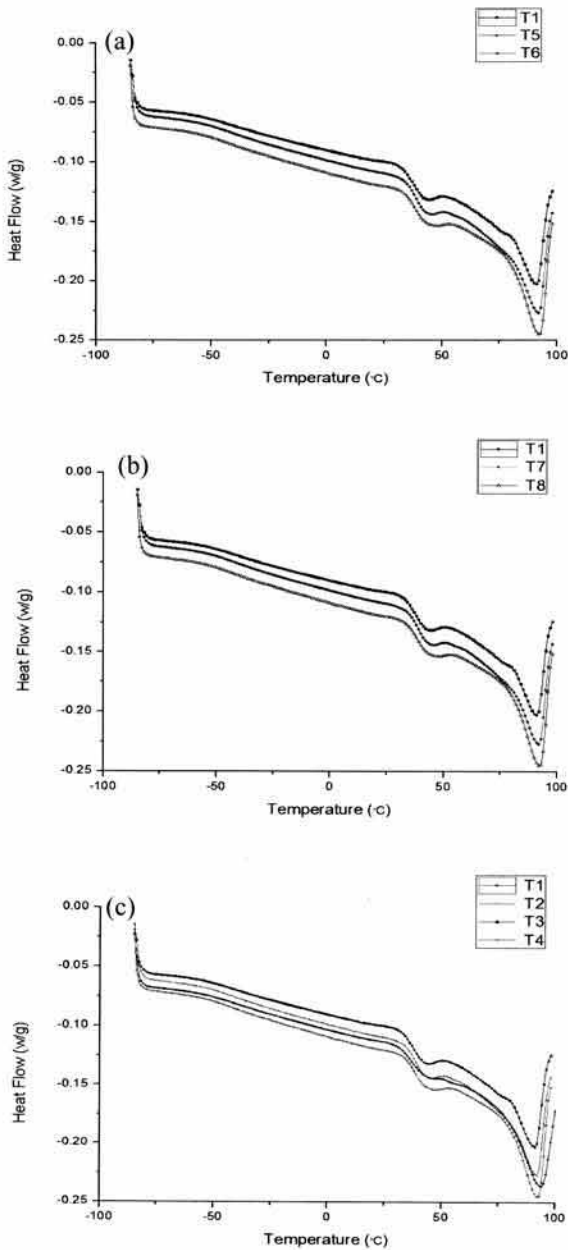 (a)
T1
T5
T6
0.00
-0.05
-0.10
-0.15
-0.20
-0.25
Heat Flow (w/g)
-100 -50 0 50 100
Temperature (·c)
(b)
T1
T7
T8
0.00
-0.05
-0.10
-0.15
-0.20
-0.25
Heat Flow (w/g)
-100 -50 0 50 100
Temperature (·c)
(c)
T1
T2
T3
T4
0.00
-0.05
-0.10
-0.15
-0.20
-0.25
Heat Flow (w/g)
-100 -50 0 50 100
Temperature (·c)